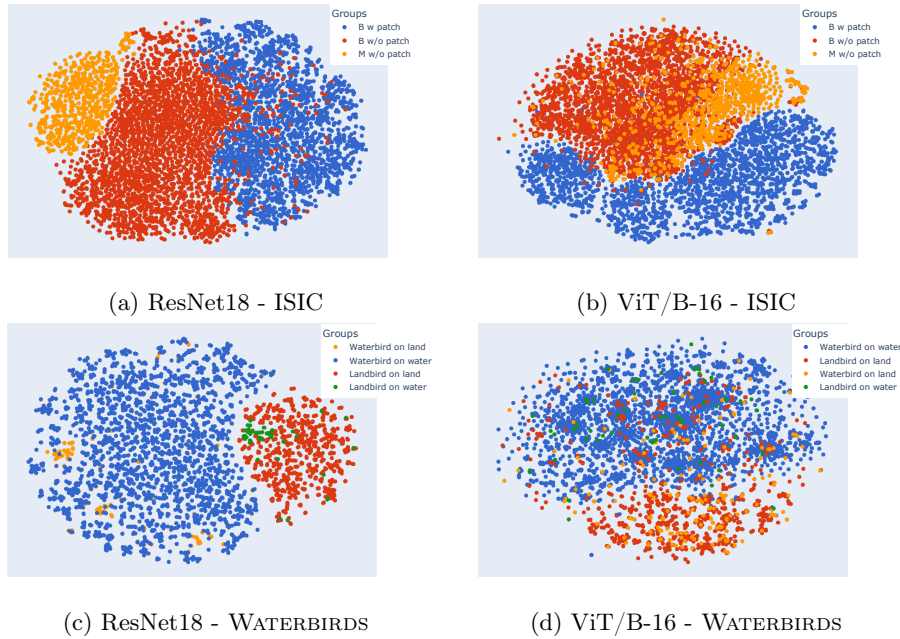 Groups
B w patch
B w/o patch
M w/o patch
Groups
B w patch
B w/o patch
M w/o patch
(a) ResNet18 - ISIC
(b) ViT/B-16 - ISIC
Groups
Waterbird on land
Waterbird on water
Landbird on land
Landbird on water
Groups
Waterbird on water
Landbird on land
Waterbird on land
Landbird on water
(c) ResNet18 - WATERBIRDS
(d) ViT/B-16 - WATERBIRDS